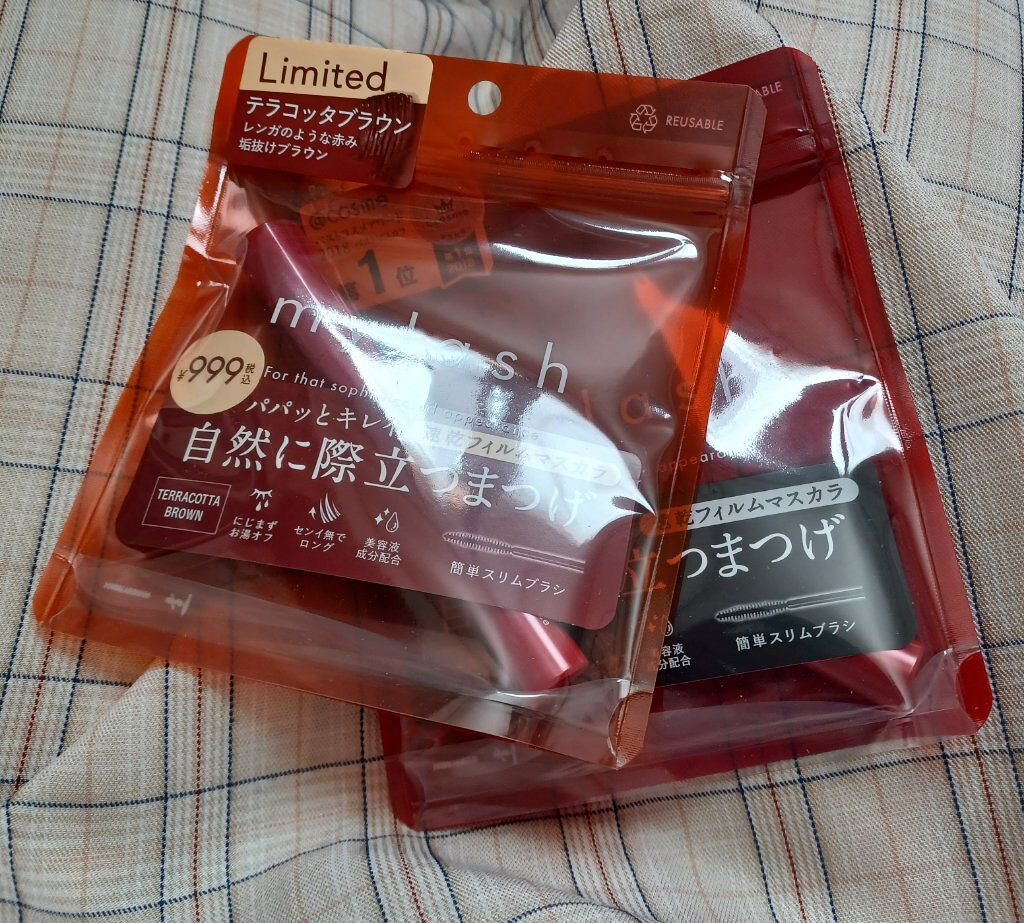 Limited
テラコッタブラウン
レンガのような赤み
垢抜けブラウン
REUSABLE
@cosme
2018
第1位
¥999税込
For that
パパッとキレイ
速乾フィルムマスカラ
自然に際立つまつげ
TERRACOTTA
BROWN
にじまず
お湯オフ
センイ無で
ロング
美容液
成分配合
簡単スリムブラシ
速乾フィルムマスカラ
立つまつげ
容液
分配合
簡単スリムブラシ